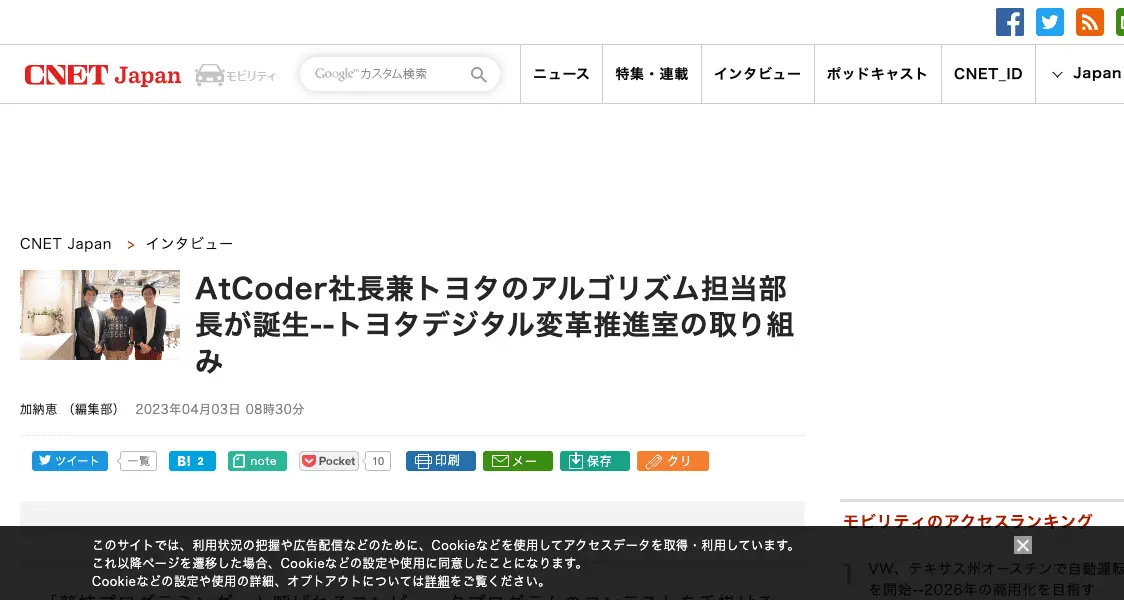 CNET Japan
モビリティ
Google™カスタム検索
ニュース
特集・連載
インタビュー
ポッドキャスト
CNET_ID
Japan
CNET Japan > インタビュー
AtCoder社長兼トヨタのアルゴリズム担当部
長が誕生--トヨタデジタル変革推進室の取り組
み
加納恵 （編集部） 2023年04月03日 08時30分
ツイート
一覧
B! 2
note
Pocket
10
印刷
メー
保存
クリ
モビリティのアクセスランキング
このサイトでは、利用状況の把握や広告配信などのために、Cookieなどを使用してアクセスデータを取得・利用しています。
これ以降ページを遷移した場合、Cookieなどの設定や使用に同意したことになります。
Cookieなどの設定や使用の詳細、オプトアウトについては詳細をご覧ください。
1
VW、テキサス州オースチンで自動運転
を開始--2026年の商用化を目指す